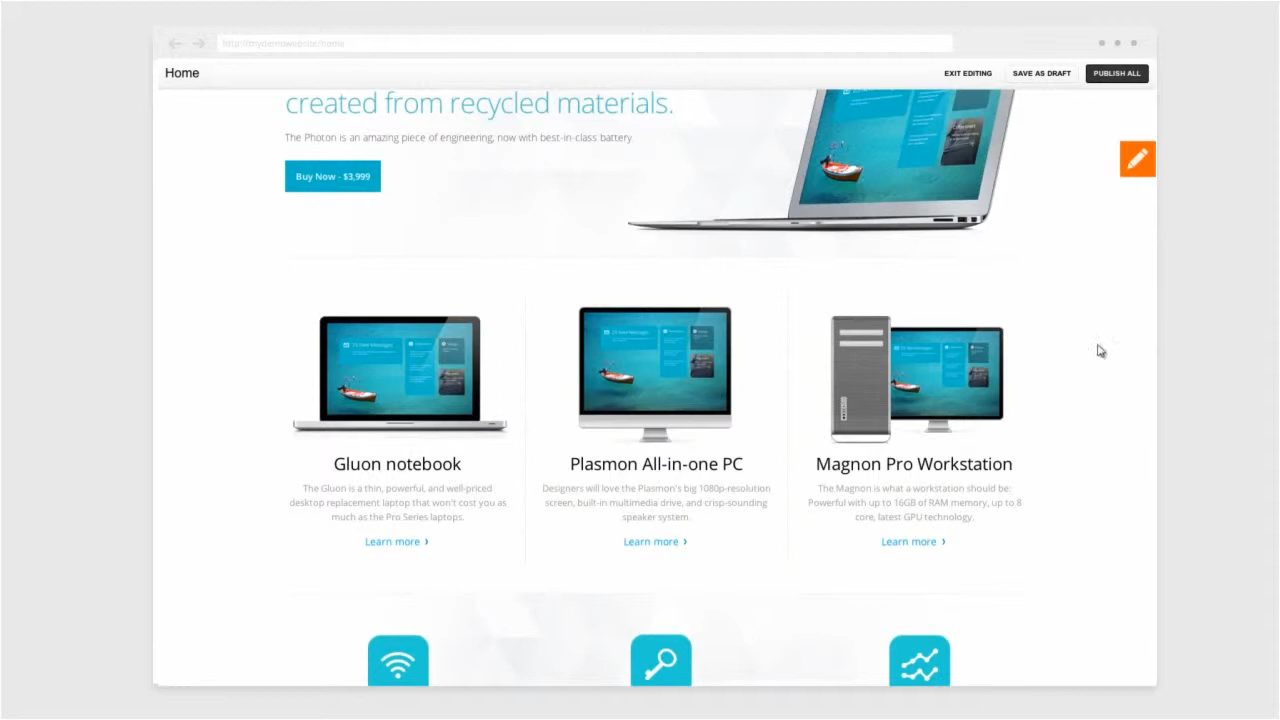 http://mydemowebsite/home
Home
EXIT EDITING
SAVE AS DRAFT
PUBLISH ALL
created from recycled materials.
The Photon is an amazing piece of engineering, now with best-in-class battery.
Buy Now - $3,999
Gluon notebook
The Gluon is a thin, powerful, and well-priced
desktop replacement laptop that won't cost you as
much as the Pro Series laptops.
Learn more ›
Plasmon All-in-one PC
Designers will love the Plasmon's big 1080p-resolution
screen, built-in multimedia drive, and crisp-sounding
speaker system.
Learn more ›
Magnon Pro Workstation
The Magnon is what a workstation should be:
Powerful with up to 16GB of RAM memory, up to 8
core, latest GPU technology.
Learn more ›